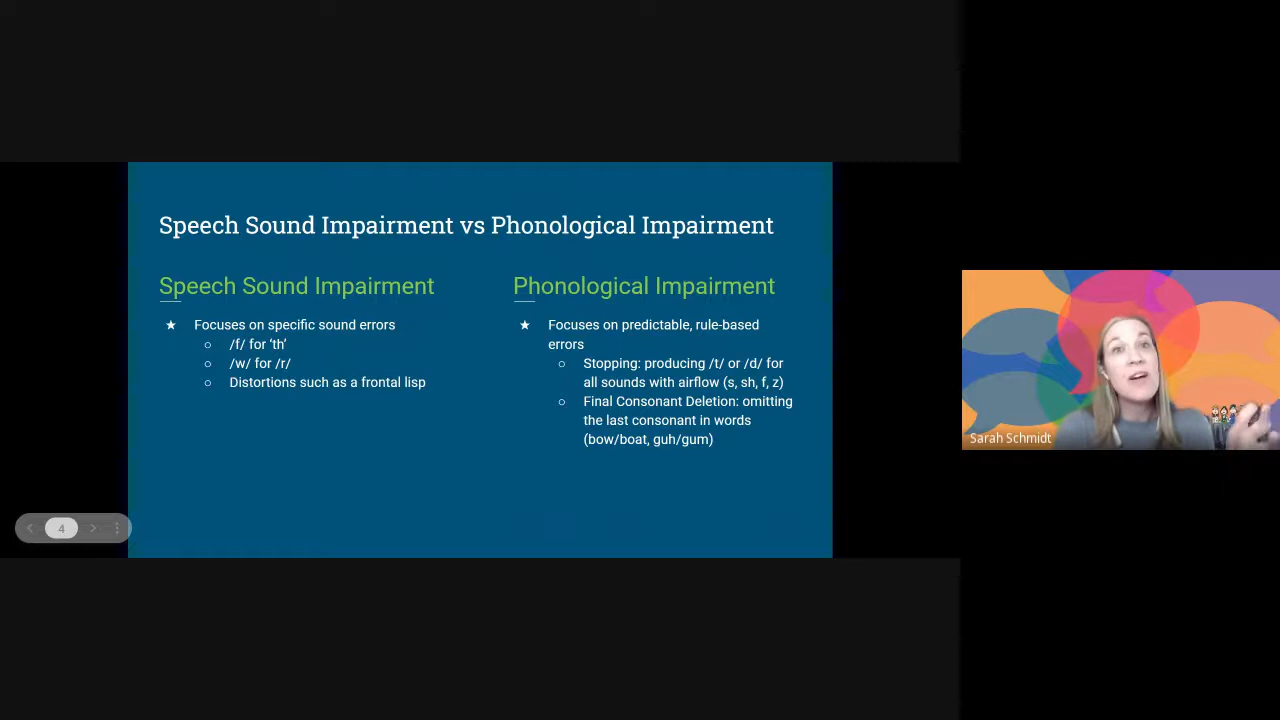 Speech Sound Impairment vs Phonological Impairment
Speech Sound Impairment
★ Focuses on specific sound errors
○ /f/ for ‘th’
○ /w/ for /r/
○ Distortions such as a frontal lisp
Phonological Impairment
★ Focuses on predictable, rule-based
errors
○ Stopping: producing /t/ or /d/ for
all sounds with airflow (s, sh, f, z)
○ Final Consonant Deletion: omitting
the last consonant in words
(bow/boat, guh/gum)
Sarah Schmidt
4